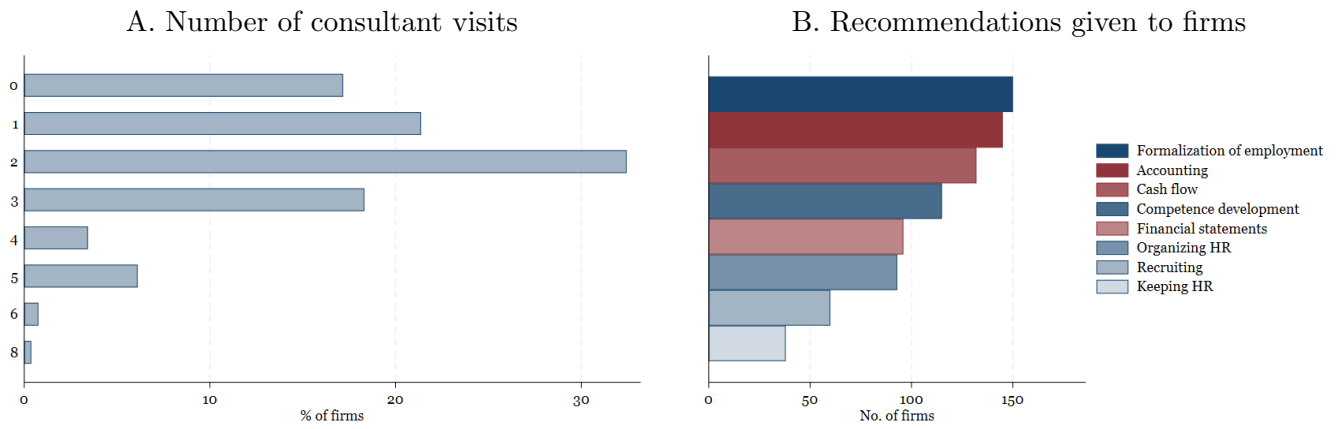 A. Number of consultant visits
0
1
2
3
4
5
6
8
0 10 20 30
% of firms
B. Recommendations given to firms
0 50 100 150
No. of firms
Formalization of employment
Accounting
Cash flow
Competence development
Financial statements
Organizing HR
Recruiting
Keeping HR